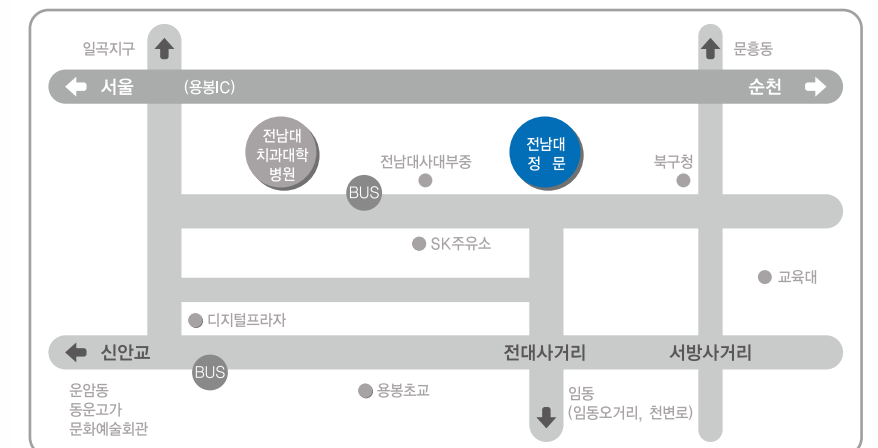 일곡지구
문흥동
서울
(용봉IC)
순천
전남대
치과대학
병원
전남대사대부중
전남대
정 문
북구청
BUS
SK주유소
교육대
디지털프라자
신안교
전대사거리
서방사거리
BUS
운암동
동운고가
문화예술회관
용봉초교
임동
(임동오거리, 천변로)